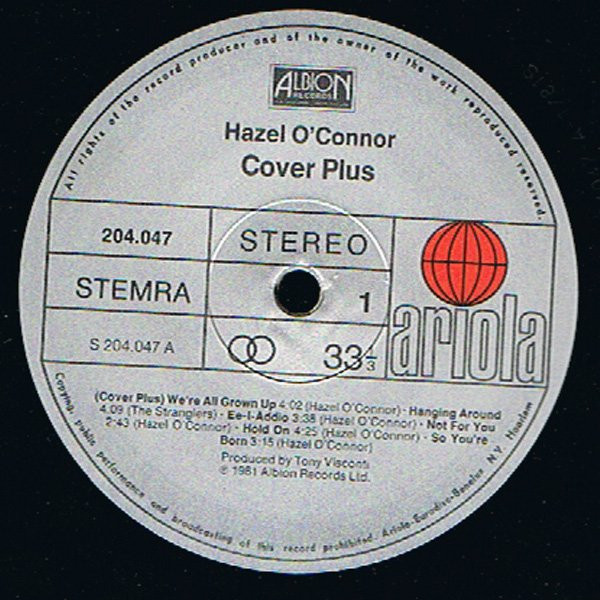 All rights of the record producer and of the owner of the work reproduced reserved.
ALBION
RECORDS
Hazel O'Connor
Cover Plus
204.047
STEREO
STEMRA
1
S 204.047 A
33⅓
ariola
(Cover Plus) We're All Grown Up 4:02 (Hazel O'Connor) · Hanging Around
4.09 (The Stranglers) · Ee-I-Addio 3:38 (Hazel O'Connor) · Not For You
2:43 (Hazel O'Connor) · Hold On 4:25 (Hazel O'Connor) · So You're
Born 3:15 (Hazel O'Connor)
Produced by Tony Visconti
℗ 1981 Albion Records Ltd.
Copying, public performance and broadcasting of this record prohibited. Ariola-Eurodisc-Benelux N.V. Haarlem